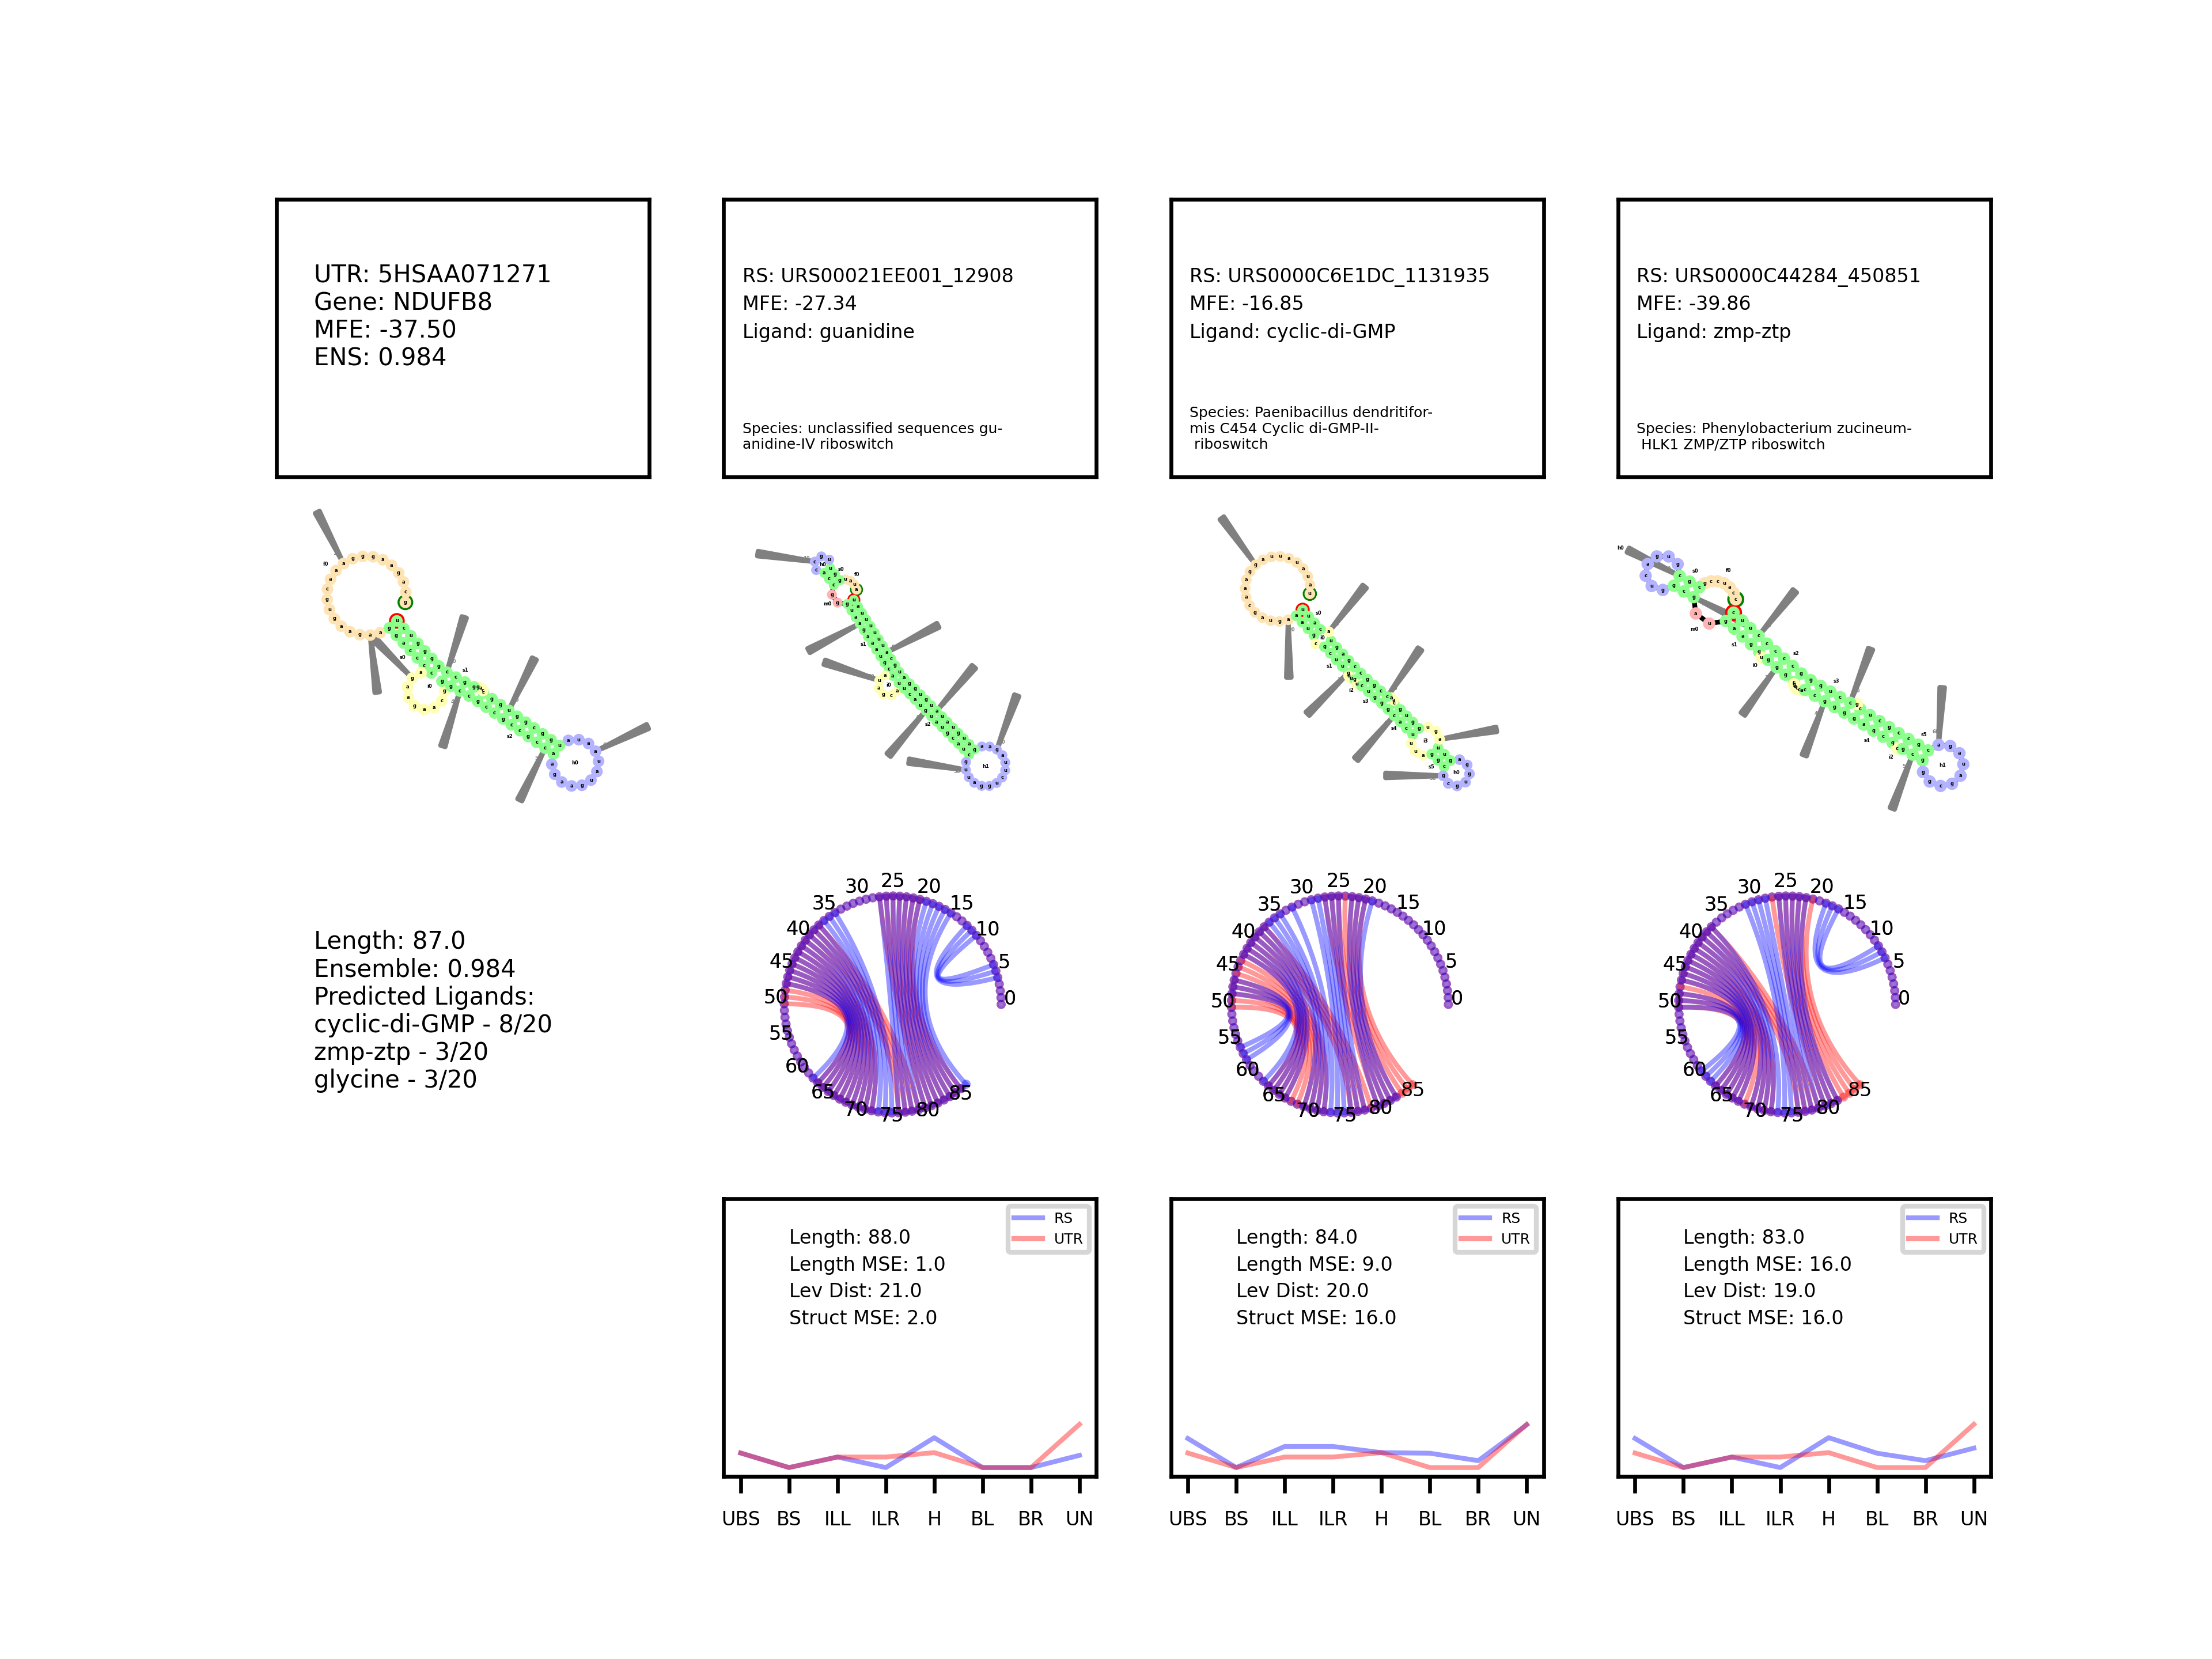 UTR: 5HSAA071271
Gene: NDUFB8
MFE: -37.50
ENS: 0.984
RS: URS00021EE001_12908
MFE: -27.34
Ligand: guanidine
Species: unclassified sequences gu-
anidine-IV riboswitch
RS: URS0000C6E1DC_1131935
MFE: -16.85
Ligand: cyclic-di-GMP
Species: Paenibacillus dendritifor-
mis C454 Cyclic di-GMP-II-
riboswitch
RS: URS0000C44284_450851
MFE: -39.86
Ligand: zmp-ztp
Species: Phenylobacterium zucineum-
HLK1 ZMP/ZTP riboswitch
Length: 87.0
Ensemble: 0.984
Predicted Ligands:
cyclic-di-GMP - 8/20
zmp-ztp - 3/20
glycine - 3/20
0 5 10 15 20 25 30 35 40 45 50 55 60 65 70 75 80 85
0 5 10 15 20 25 30 35 40 45 50 55 60 65 70 75 80 85
0 5 10 15 20 25 30 35 40 45 50 55 60 65 70 75 80 85
RS
UTR
Length: 88.0
Length MSE: 1.0
Lev Dist: 21.0
Struct MSE: 2.0
UBS BS ILL ILR H BL BR UN
RS
UTR
Length: 84.0
Length MSE: 9.0
Lev Dist: 20.0
Struct MSE: 16.0
UBS BS ILL ILR H BL BR UN
RS
UTR
Length: 83.0
Length MSE: 16.0
Lev Dist: 19.0
Struct MSE: 16.0
UBS BS ILL ILR H BL BR UN